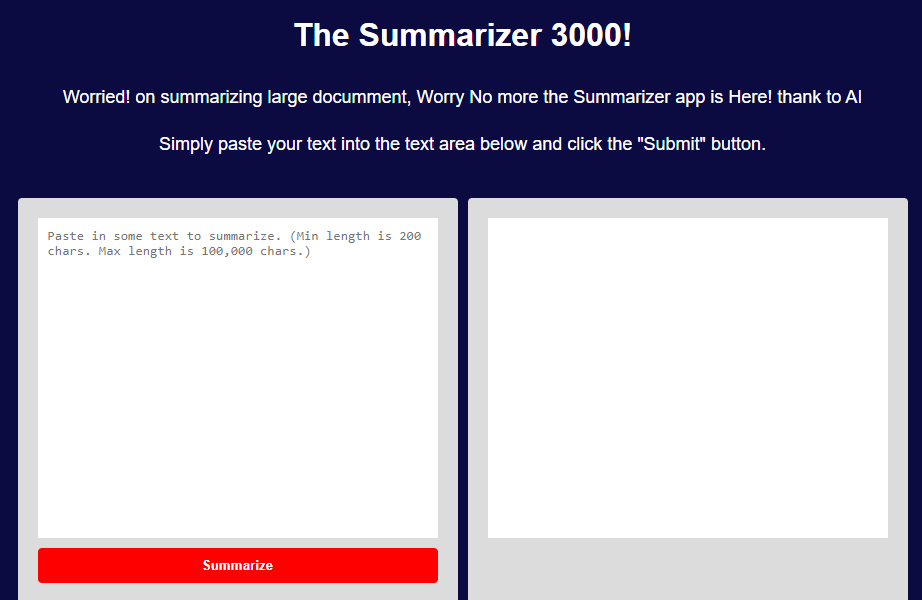 The Summarizer 3000!
Worried! on summarizing large documment, Worry No more the Summarizer app is Here! thank to AI
Simply paste your text into the text area below and click the "Submit" button.
Paste in some text to summarize. (Min length is 200
chars. Max length is 100,000 chars.)
Summarize